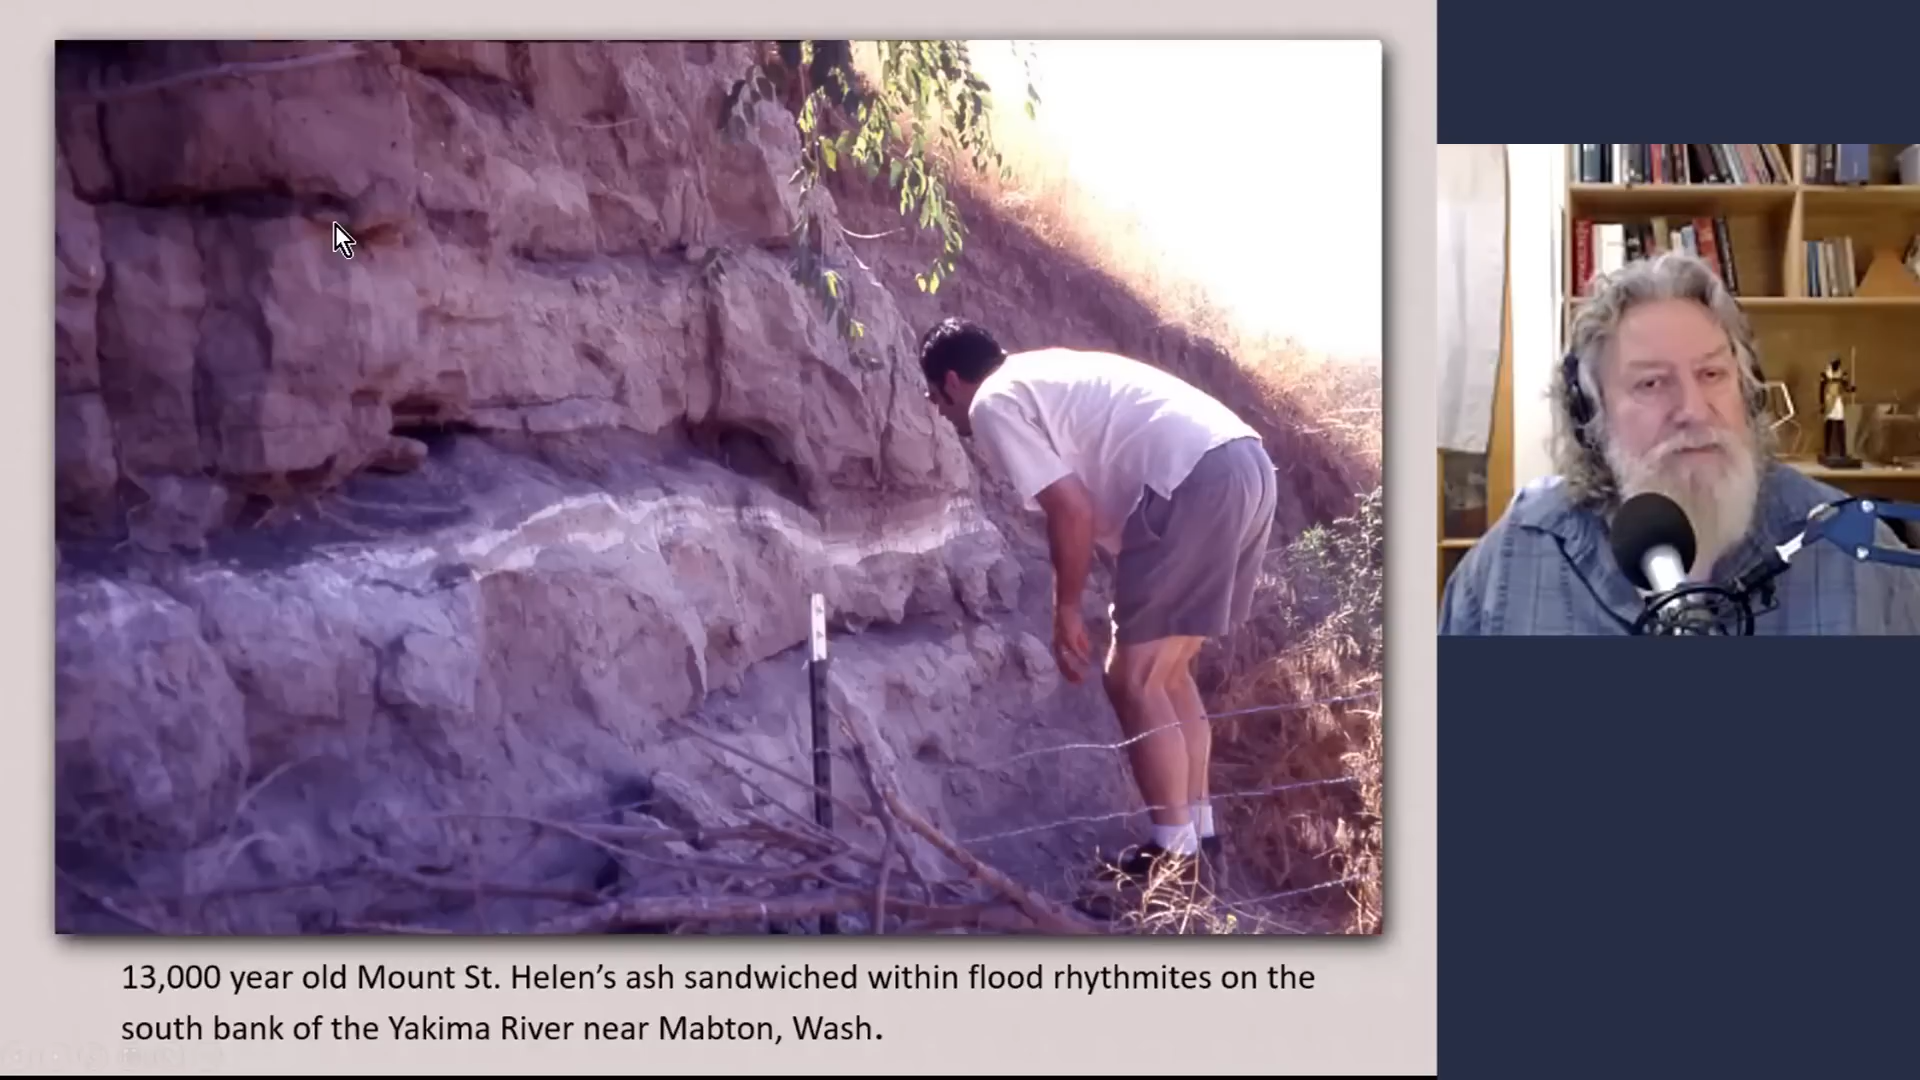 13,000 year old Mount St. Helen’s ash sandwiched within flood rhythmites on the
south bank of the Yakima River near Mabton, Wash.